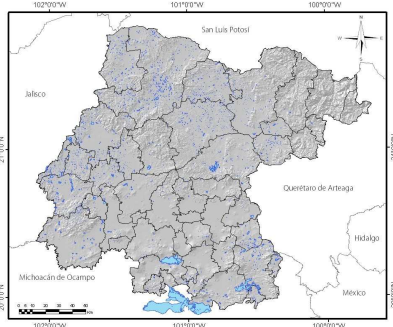 102°0'0"W
101°0'0"W
100°0'0"W
San Luis Potosí
N
W
E
S
Jalisco
21°0'0"N
Querétaro de Arteaga
Hidalgo
Michoacán de Ocampo
México
20°0'0"N
Km
102°0'0"W
101°0'0"W
100°0'0"W